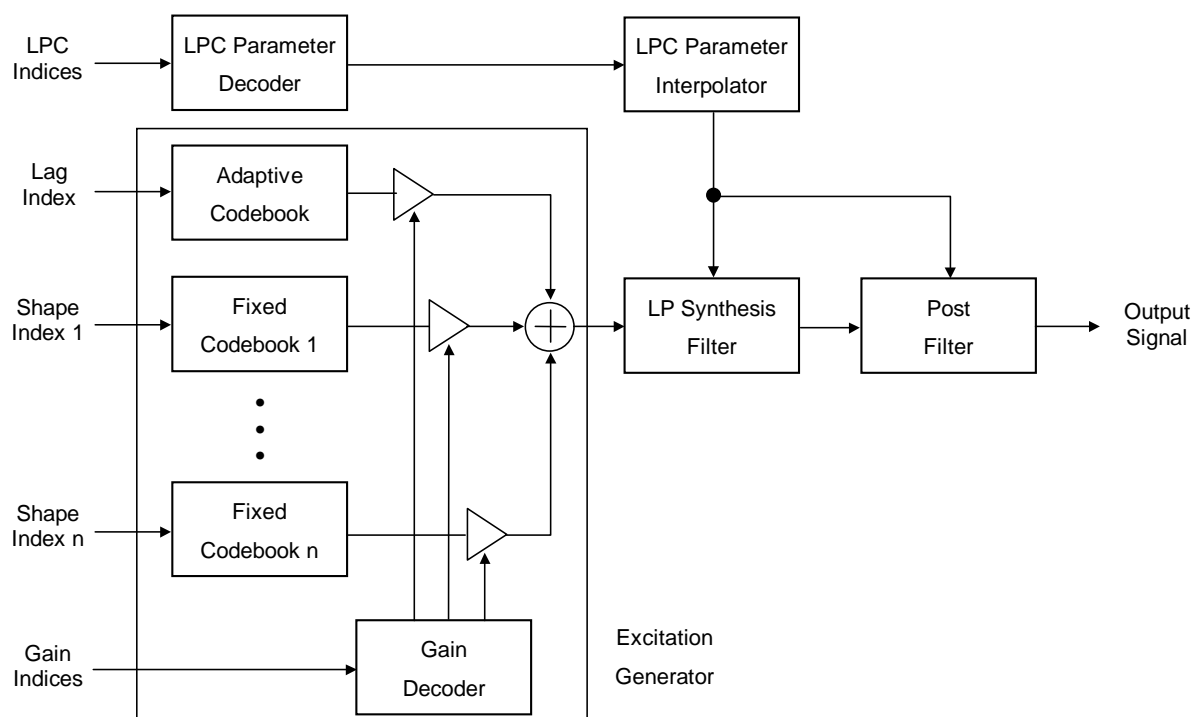 LPC
Indices
LPC Parameter
Decoder
LPC Parameter
Interpolator
Lag
Index
Adaptive
Codebook
Shape
Index 1
Fixed
Codebook 1
LP Synthesis
Filter
Post
Filter
Output
Signal
Shape
Index n
Fixed
Codebook n
Gain
Indices
Gain
Decoder
Excitation
Generator